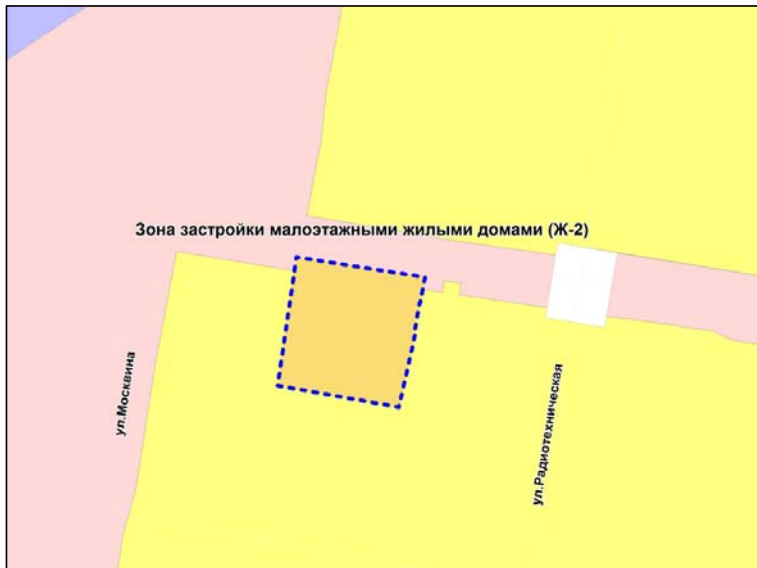 Зона застройки малоэтажными жилыми домами (Ж-2)
ул.Москвина
ул.Радиотехническая